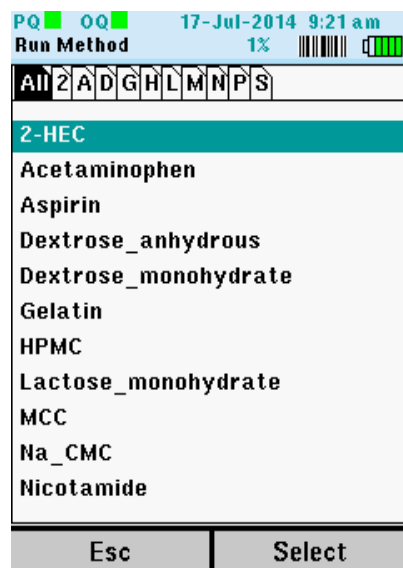 PQ OQ 17-Jul-2014 9:21 am
Run Method 1%
All 2 A D G H L M N P S
2-HEC
Acetaminophen
Aspirin
Dextrose_anhydrous
Dextrose_monohydrate
Gelatin
HPMC
Lactose_monohydrate
MCC
Na_CMC
Nicotamide
Esc Select